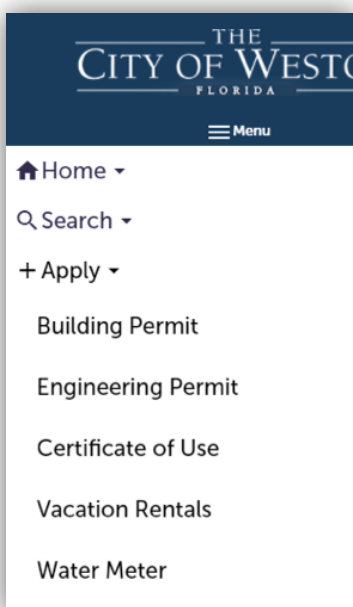 THE
CITY OF WESTO
FLORIDA
Menu
Home
Search
+ Apply
Building Permit
Engineering Permit
Certificate of Use
Vacation Rentals
Water Meter